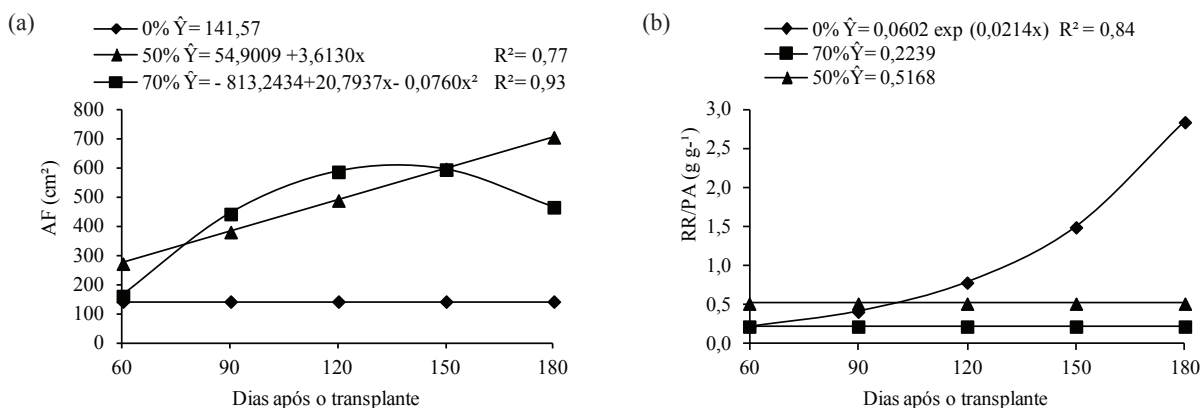 (a)
0% Ŷ= 141,57
50% Ŷ= 54,9009 +3,6130x R²= 0,77
70% Ŷ= - 813,2434+20,7937x- 0,0760x² R²= 0,93
800
700
600
500
400
300
200
100
0
AF (cm²)
60 90 120 150 180
Dias após o transplante
(b)
0% Ŷ= 0,0602 exp (0,0214x) R² = 0,84
70%Ŷ= 0,2239
50%Ŷ= 0,5168
3,0
2,5
2,0
1,5
1,0
0,5
0,0
RR/PA (g g-¹)
60 90 120 150 180
Dias após o transplante